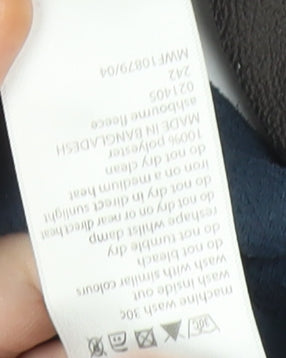 30c
machine wash 30c
wash inside out
wash with similar colours
do not bleach
do not tumble dry
reshape whilst damp
do not dry on or near direct heat
do not dry in direct sunlight
iron on a medium heat
do not dry clean
100% polyester
MADE IN BANGLADESH
ashbourne fleece
021405
242
MWF10879/04